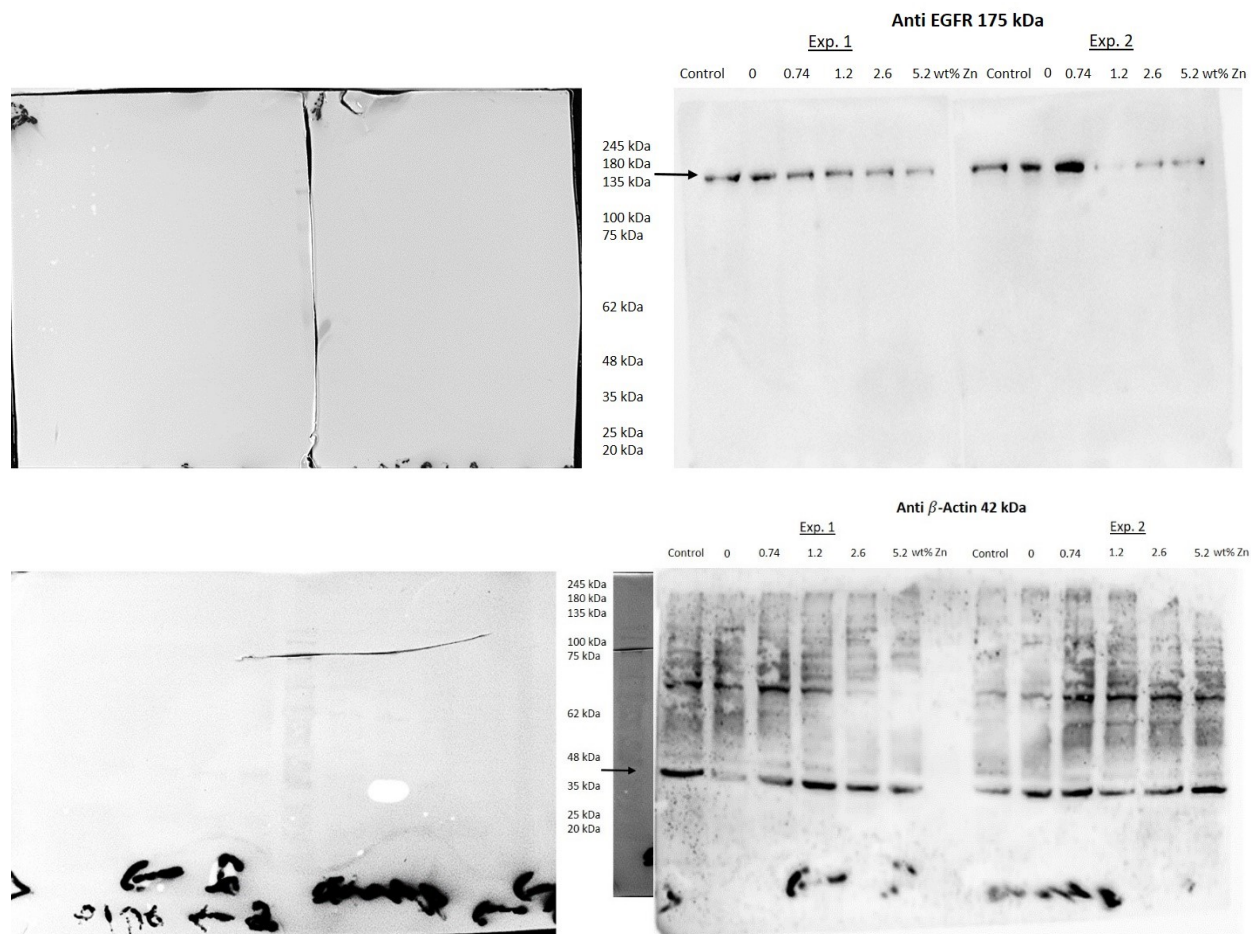 Anti EGFR 175 kDa
Exp. 1 Exp. 2
Control 0 0.74 1.2 2.6 5.2 wt% Zn Control 0 0.74 1.2 2.6 5.2 wt% Zn
245 kDa
180 kDa
135 kDa
100 kDa
75 kDa
62 kDa
48 kDa
35 kDa
25 kDa
20 kDa
Anti β-Actin 42 kDa
Exp. 1 Exp. 2
Control 0 0.74 1.2 2.6 5.2 wt% Zn Control 0 0.74 1.2 2.6 5.2 wt% Zn
245 kDa
180 kDa
135 kDa
100 kDa
75 kDa
62 kDa
48 kDa
35 kDa
25 kDa
20 kDa